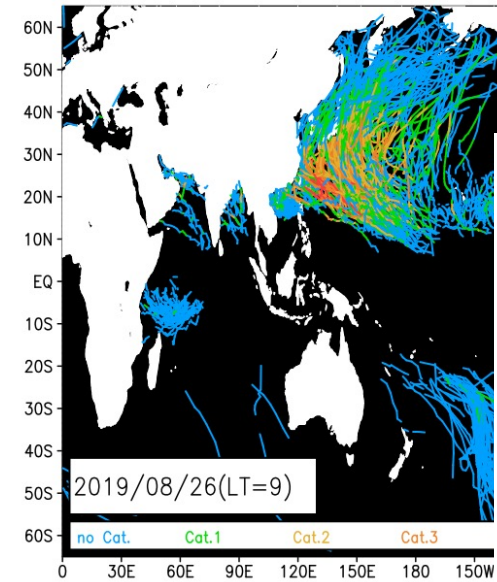 60N
50N
40N
30N
20N
10N
EQ
10S
20S
30S
40S
50S
60S
2019/08/26(LT=9)
no Cat. Cat.1 Cat.2 Cat.3
0 30E 60E 90E 120E 150E 180 150W